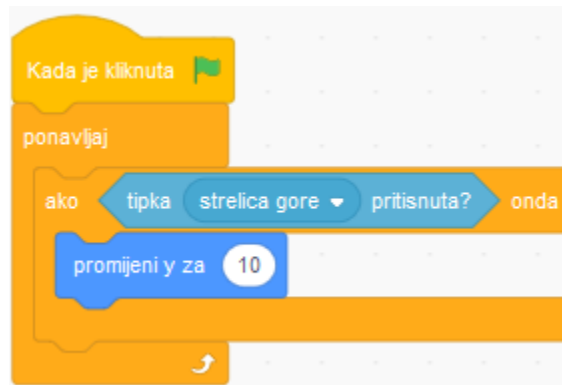 Kada je kliknuta
ponavljaj
ako tipka strelica gore pritisnuta? onda
promijeni y za 10